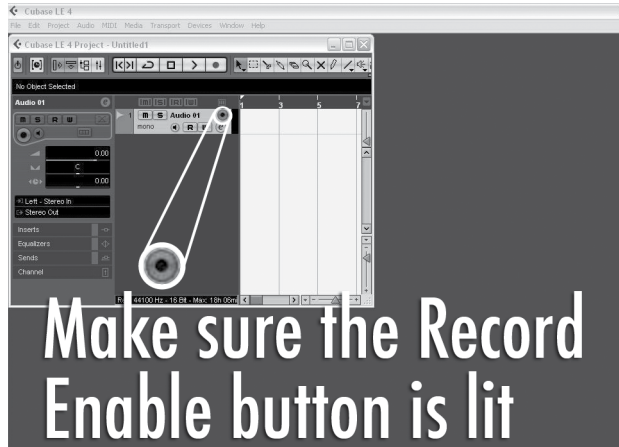 Cubase LE 4
File Edit Project Audio MIDI Media Transport Devices Window Help
Cubase LE 4 Project - Untitled1
No Object Selected
Audio 01
M S R W
M S R W
1 3 5 7
1 M S Audio 01
mono R W e
0.00
C
0.00
Left - Stereo In
Stereo Out
Inserts
Equalizers
Sends
Channel
44100 Hz - 16 Bit - Max: 16h 06m
Make sure the Record
Enable button is lit